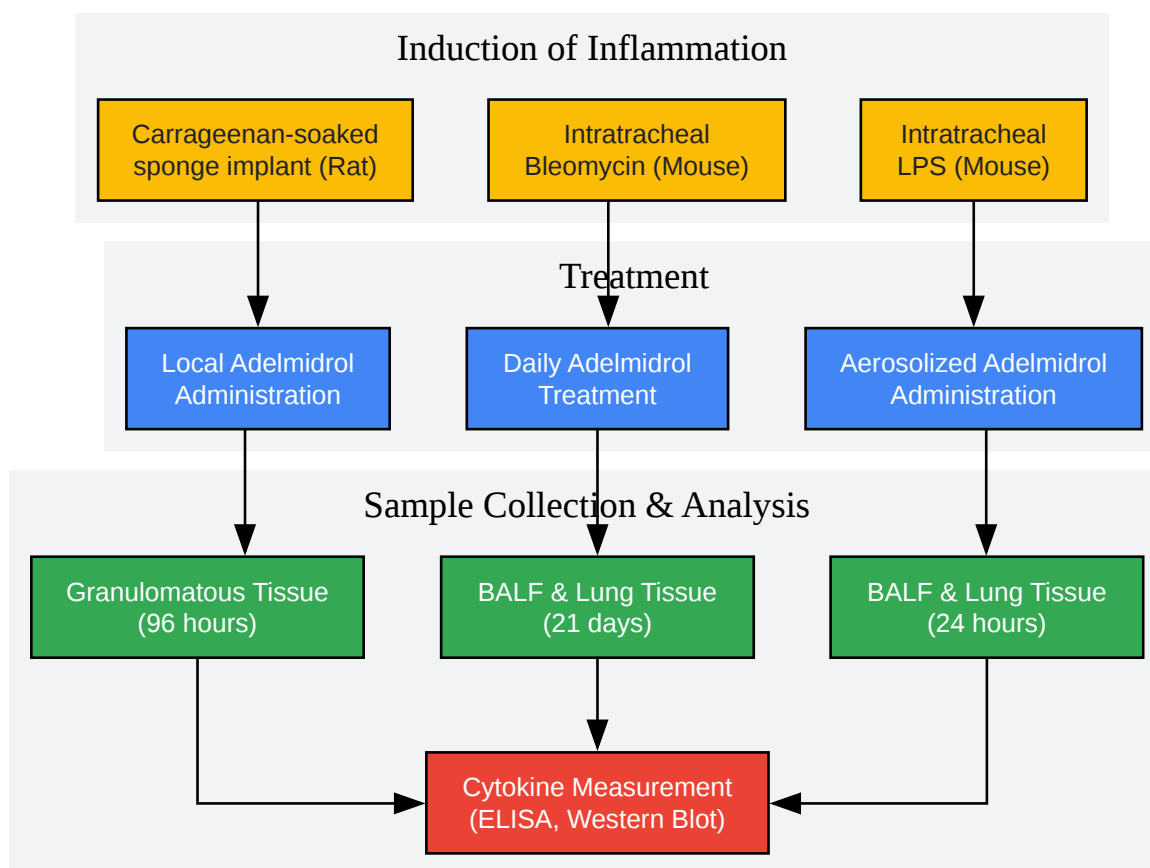 Induction of Inflammation
Carrageenan-soaked
sponge implant (Rat)
Intratracheal
Bleomycin (Mouse)
Intratracheal
LPS (Mouse)
Treatment
Local Adelmidrol
Administration
Daily Adelmidrol
Treatment
Aerosolized Adelmidrol
Administration
Sample Collection & Analysis
Granulomatous Tissue
(96 hours)
BALF & Lung Tissue
(21 days)
BALF & Lung Tissue
(24 hours)
Cytokine Measurement
(ELISA, Western Blot)